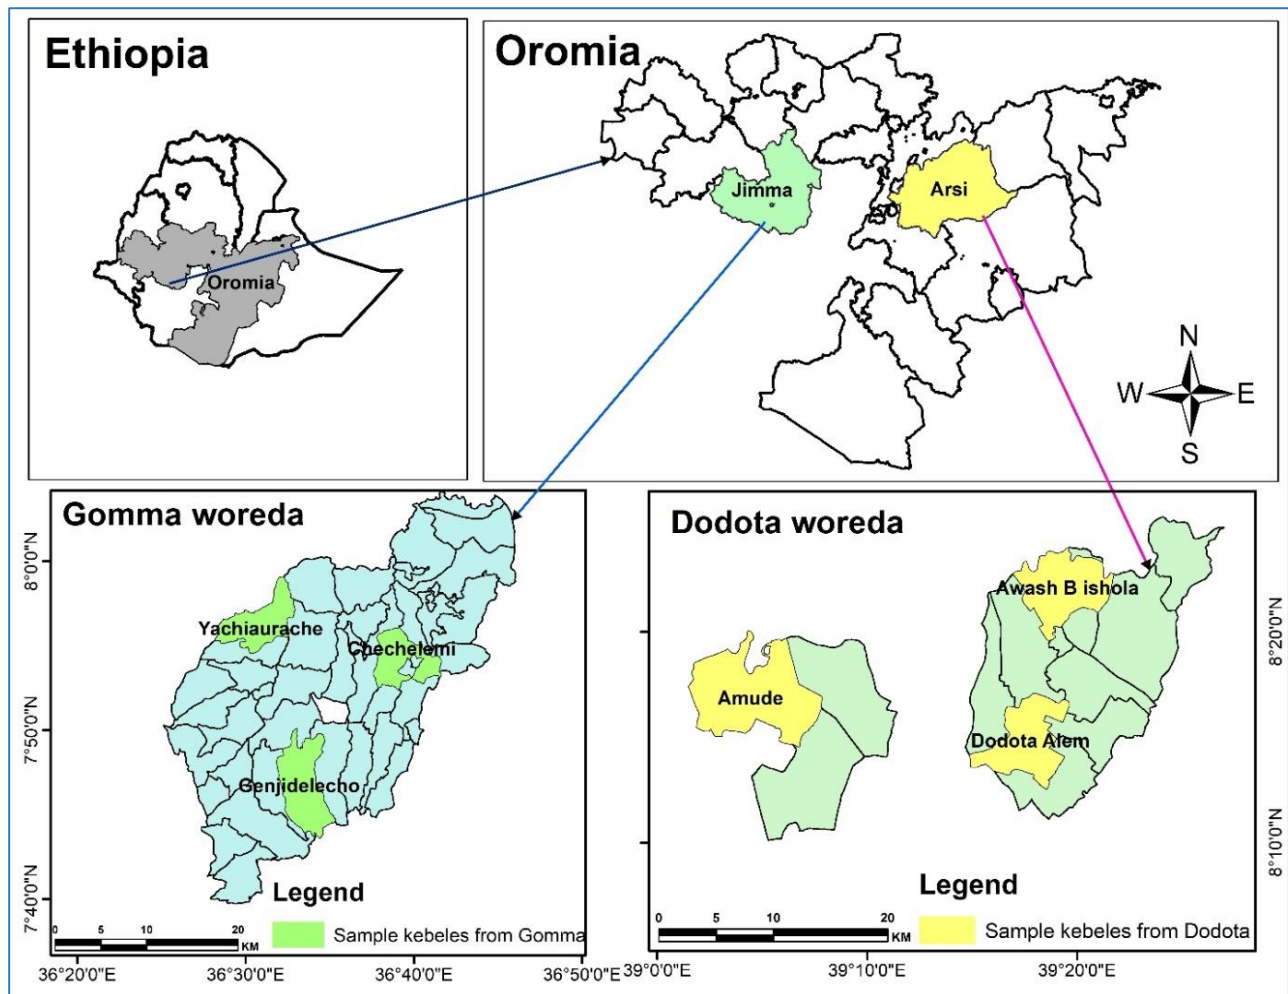 Ethiopia
Oromia
Oromia
Jimma
Arsi
N
W E
S
Gomma woreda
8°0'0"N
7°50'0"N
7°40'0"N
Yachiaurache
Chechelemi
Genjidelecho
Legend
0 5 10 20
KM
Sample kebeles from Gomma
36°20'0"E 36°30'0"E 36°40'0"E 36°50'0"E
Dodota woreda
Awash B ishola
Amude
Dodota Alem
8°20'0"N
8°10'0"N
Legend
0 5 10 20
KM
Sample kebeles from Dodota
39°0'0"E 39°10'0"E 39°20'0"E